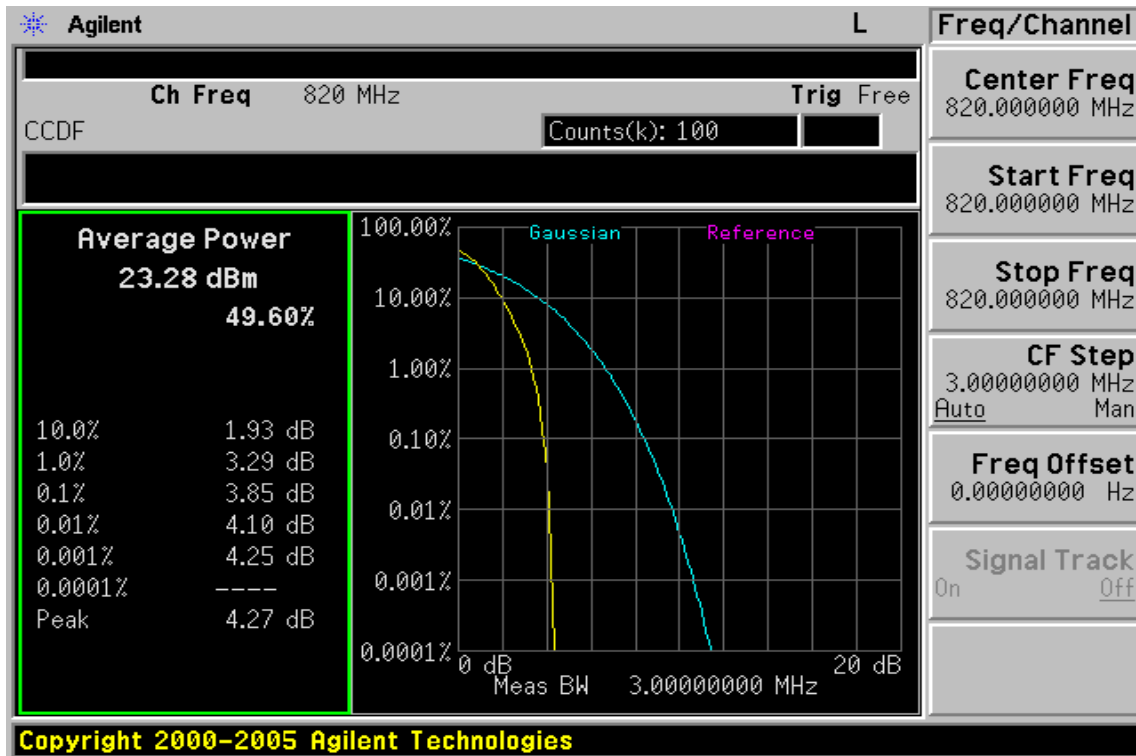 Agilent L Freq/Channel
Ch Freq 820 MHz Trig Free
CCDF Counts(k): 100
Average Power
23.28 dBm
49.60%
10.0% 1.93 dB
1.0% 3.29 dB
0.1% 3.85 dB
0.01% 4.10 dB
0.001% 4.25 dB
0.0001% ----
Peak 4.27 dB
Gaussian Reference
100.00%
10.00%
1.00%
0.10%
0.01%
0.001%
0.0001%
0 dB 20 dB
Meas BW 3.00000000 MHz
Center Freq
820.000000 MHz
Start Freq
820.000000 MHz
Stop Freq
820.000000 MHz
CF Step
3.00000000 MHz
Auto Man
Freq Offset
0.00000000 Hz
Signal Track
On Off
Copyright 2000-2005 Agilent Technologies